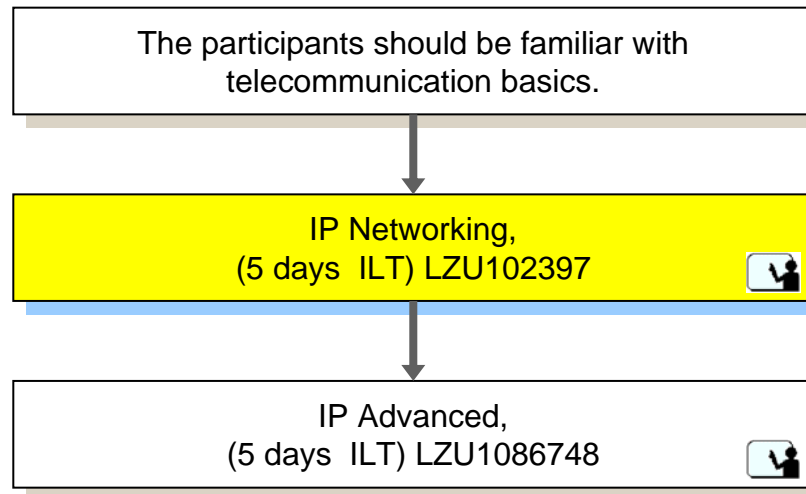 The participants should be familiar with
telecommunication basics.
IP Networking,
(5 days  ILT) LZU102397
IP Advanced,
(5 days  ILT) LZU1086748